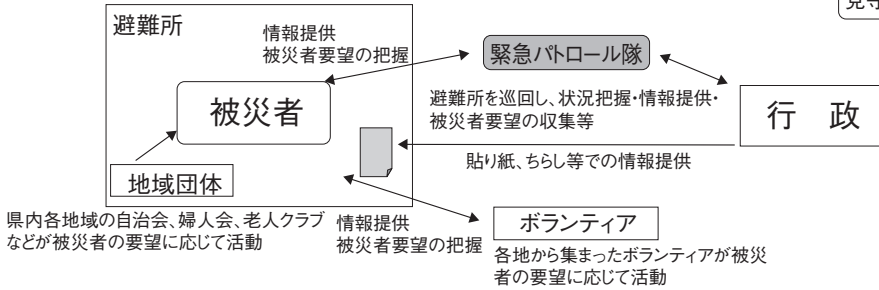 避難所
情報提供
被災者要望の把握
緊急パトロール隊
被災者
避難所を巡回し、状況把握・情報提供・
被災者要望の収集等
行 政
貼り紙、ちらし等での情報提供
地域団体
県内各地域の自治会、婦人会、老人クラブ
などが被災者の要望に応じて活動
情報提供
被災者要望の把握
ボランティア
各地から集まったボランティアが被災
者の要望に応じて活動